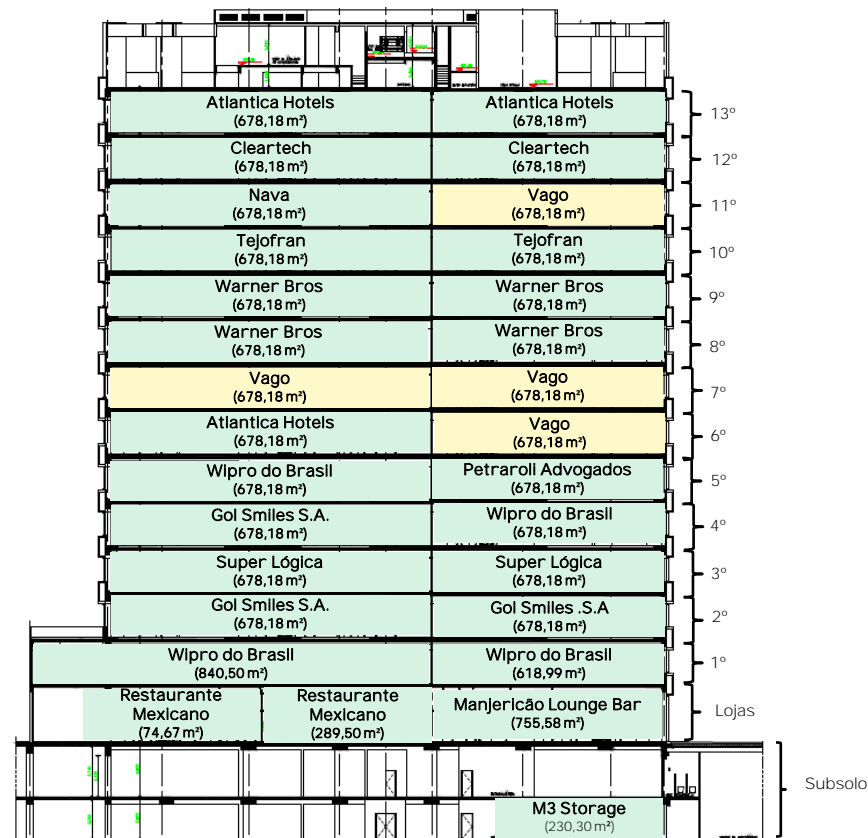 Atlantica Hotels
(678,18 m²)
Atlantica Hotels
(678,18 m²)
13º
Cleartech
(678,18 m²)
Cleartech
(678,18 m²)
12º
Nava
(678,18 m²)
Vago
(678,18 m²)
11º
Tejofran
(678,18 m²)
Tejofran
(678,18 m²)
10º
Warner Bros
(678,18 m²)
Warner Bros
(678,18 m²)
9º
Warner Bros
(678,18 m²)
Warner Bros
(678,18 m²)
8º
Vago
(678,18 m²)
Vago
(678,18 m²)
7º
Atlantica Hotels
(678,18 m²)
Vago
(678,18 m²)
6º
Wipro do Brasil
(678,18 m²)
Petraroli Advogados
(678,18 m²)
5º
Gol Smiles S.A.
(678,18 m²)
Wipro do Brasil
(678,18 m²)
4º
Super Lógica
(678,18 m²)
Super Lógica
(678,18 m²)
3º
Gol Smiles S.A.
(678,18 m²)
Gol Smiles .S.A
(678,18 m²)
2º
Wipro do Brasil
(840,50 m²)
Wipro do Brasil
(618,99 m²)
1º
Restaurante
Mexicano
(74,67 m²)
Restaurante
Mexicano
(289,50 m²)
Manjericão Lounge Bar
(755,58 m²)
Lojas
Subsolo
M3 Storage
(230,30 m²)